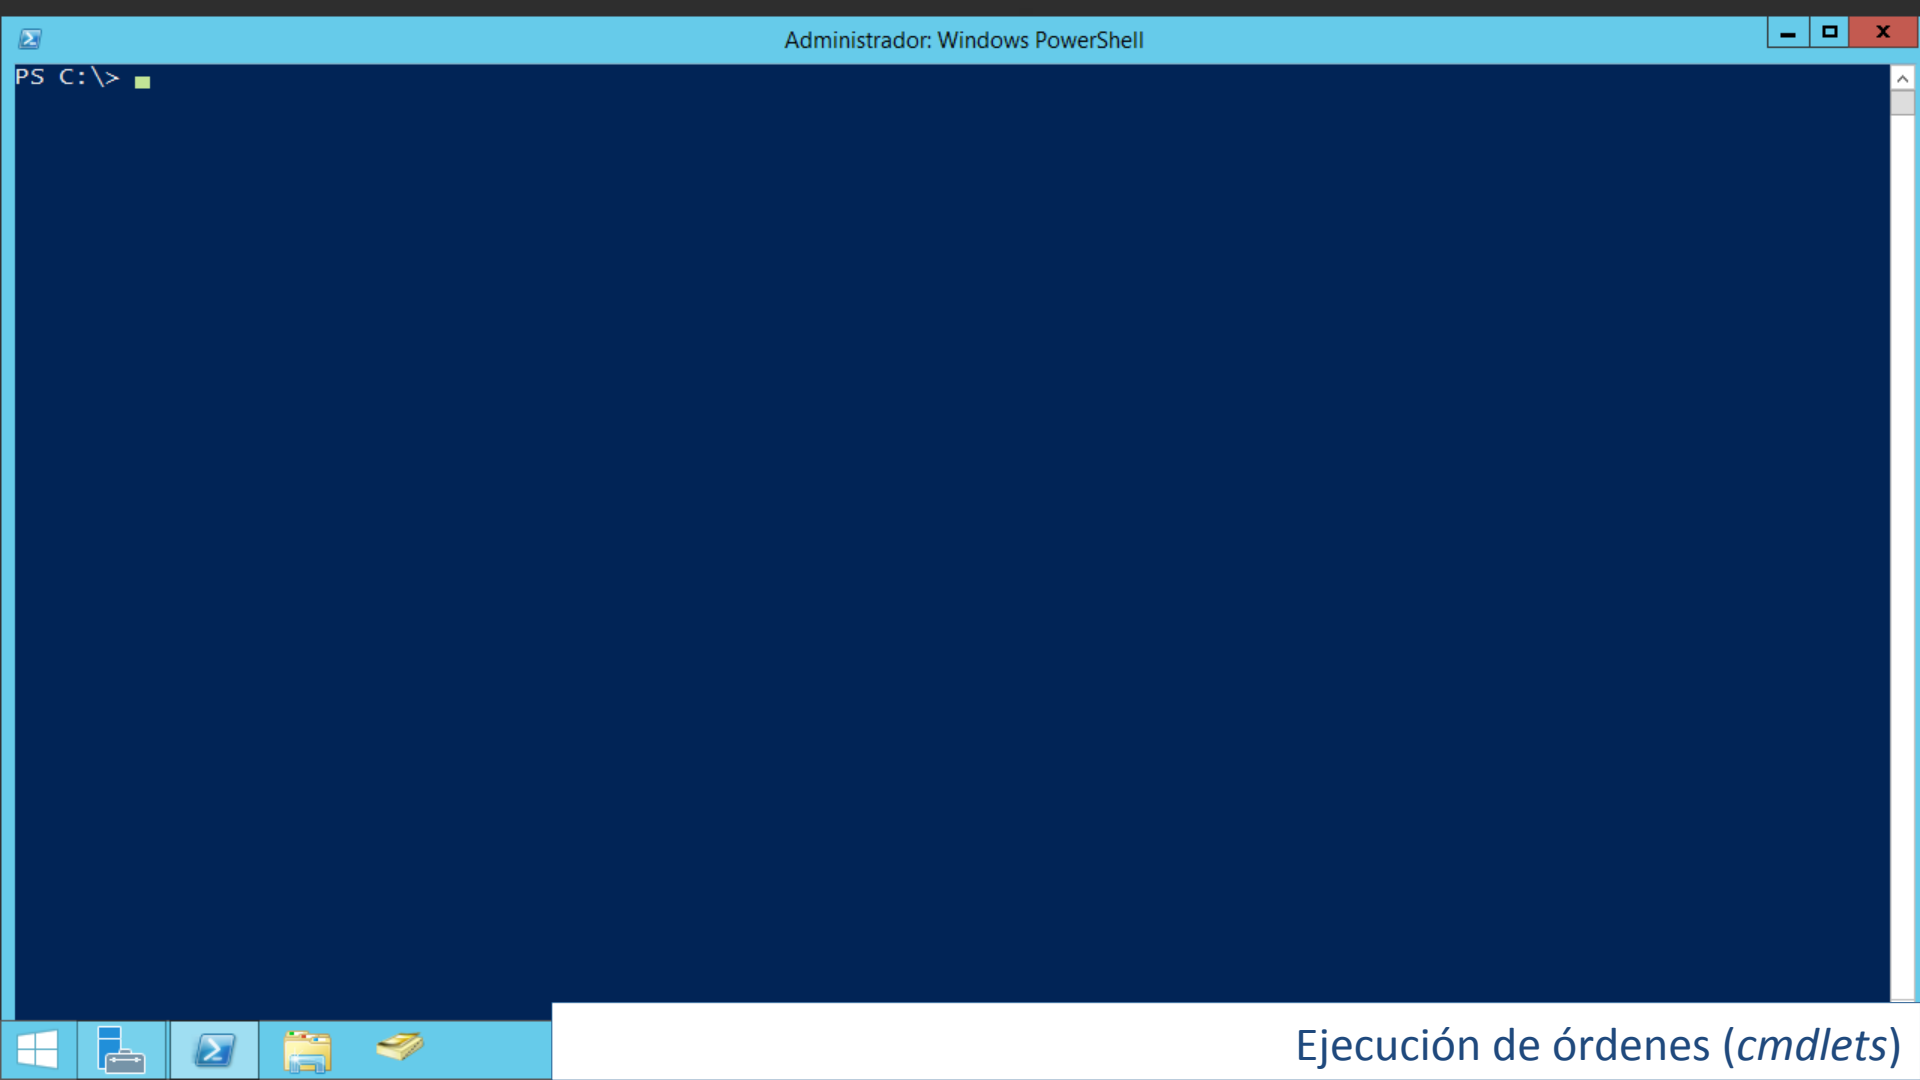 Administrador: Windows PowerShell
PS C:\>
Ejecución de órdenes (cmdlets)